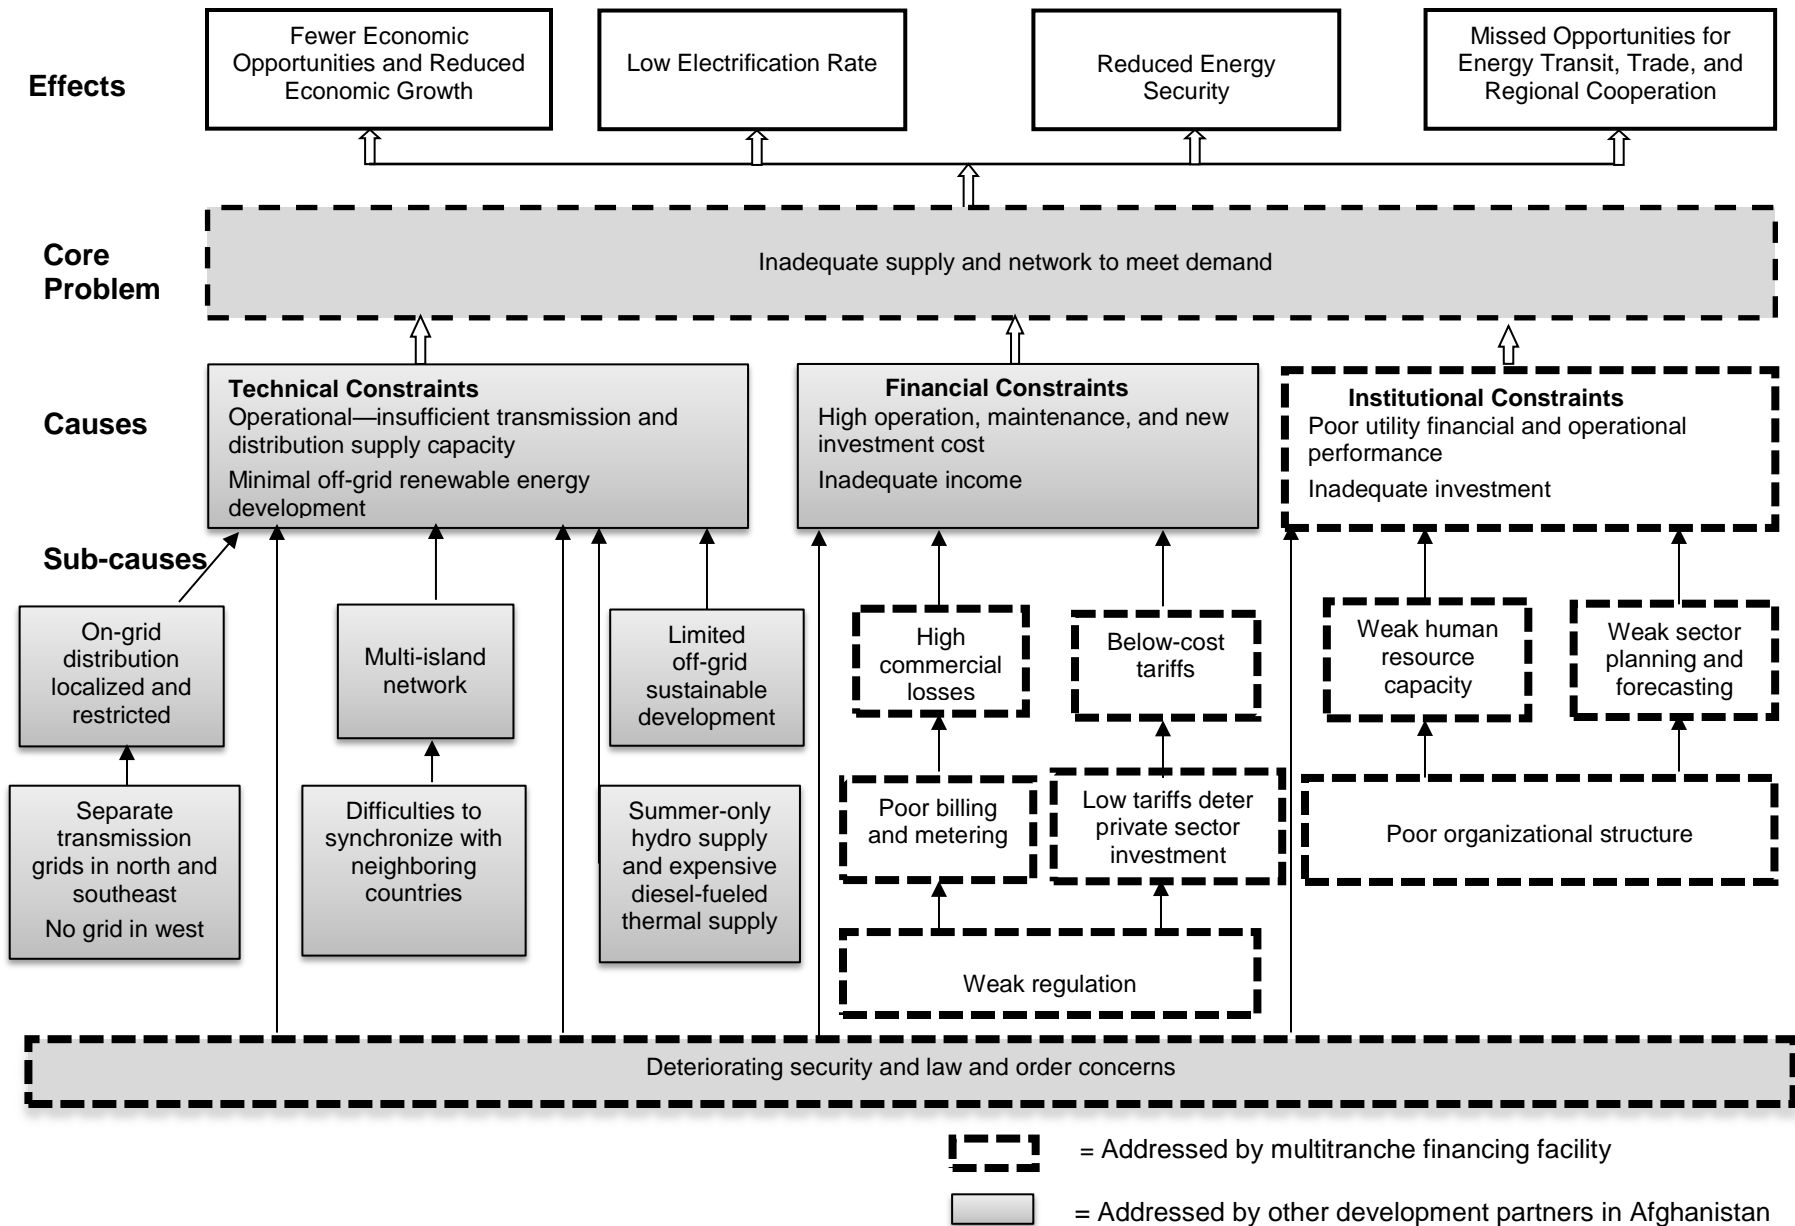 Effects
Fewer Economic
Opportunities and Reduced
Economic Growth
Low Electrification Rate
Reduced Energy
Security
Missed Opportunities for
Energy Transit, Trade, and
Regional Cooperation
Core
Problem
Inadequate supply and network to meet demand
Causes
Technical Constraints
Operational—insufficient transmission and
distribution supply capacity
Minimal off-grid renewable energy
development
Financial Constraints
High operation, maintenance, and new
investment cost
Inadequate income
Institutional Constraints
Poor utility financial and operational
performance
Inadequate investment
Sub-causes
On-grid
distribution
localized and
restricted
Multi-island
network
Limited
off-grid
sustainable
development
High
commercial
losses
Below-cost
tariffs
Weak human
resource
capacity
Weak sector
planning and
forecasting
Separate
transmission
grids in north and
southeast
No grid in west
Difficulties to
synchronize with
neighboring
countries
Summer-only
hydro supply
and expensive
diesel-fueled
thermal supply
Poor billing
and metering
Low tariffs deter
private sector
investment
Poor organizational structure
Weak regulation
Deteriorating security and law and order concerns
= Addressed by multitranche financing facility
= Addressed by other development partners in Afghanistan